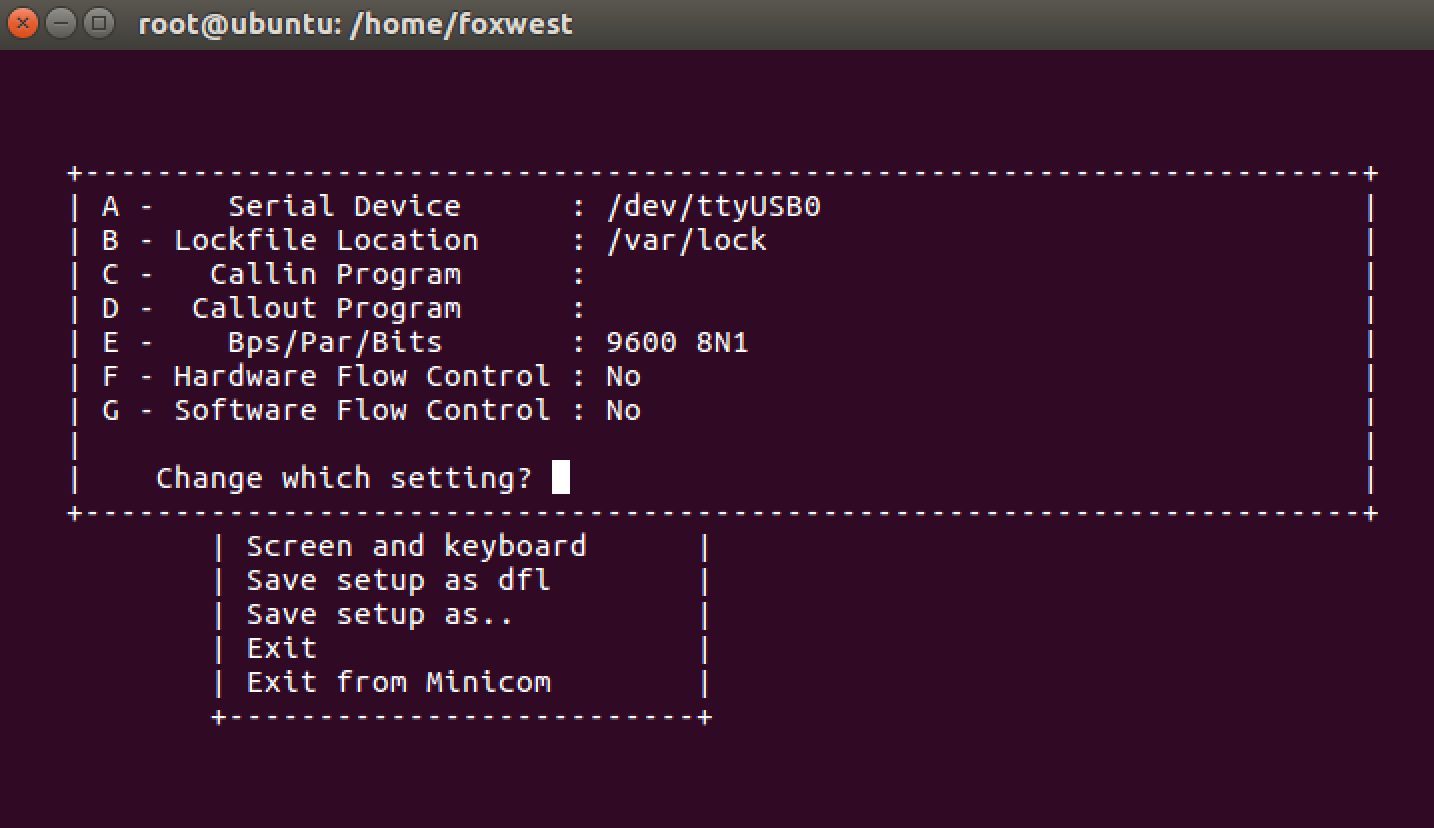 root@ubuntu: /home/foxwest
+-----------------------------------------------------------------------+
| A -    Serial Device      : /dev/ttyUSB0                              |
| B - Lockfile Location     : /var/lock                                 |
| C -   Callin Program      :                                           |
| D -  Callout Program      :                                           |
| E -    Bps/Par/Bits       : 9600 8N1                                  |
| F - Hardware Flow Control : No                                        |
| G - Software Flow Control : No                                        |
|                                                                       |
|    Change which setting?                                              |
+-----------------------------------------------------------------------+
        | Screen and keyboard      |
        | Save setup as dfl        |
        | Save setup as..          |
        | Exit                     |
        | Exit from Minicom        |
        +--------------------------+